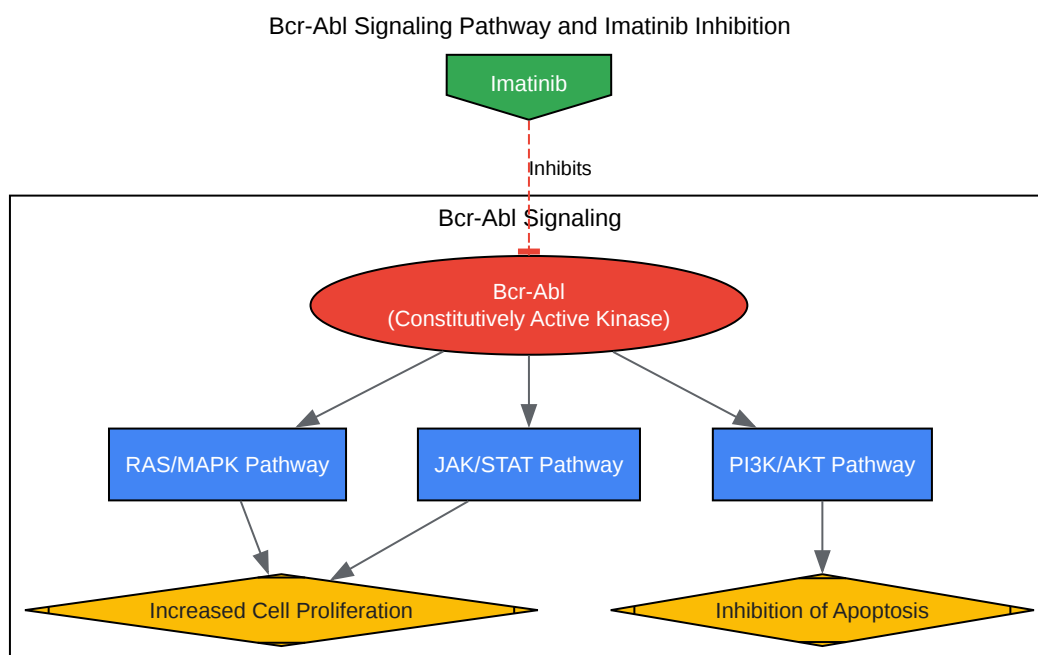 Bcr-Abl Signaling Pathway and Imatinib Inhibition
Imatinib
Inhibits
Bcr-Abl Signaling
Bcr-Abl
(Constitutively Active Kinase)
RAS/MAPK Pathway
JAK/STAT Pathway
PI3K/AKT Pathway
Increased Cell Proliferation
Inhibition of Apoptosis